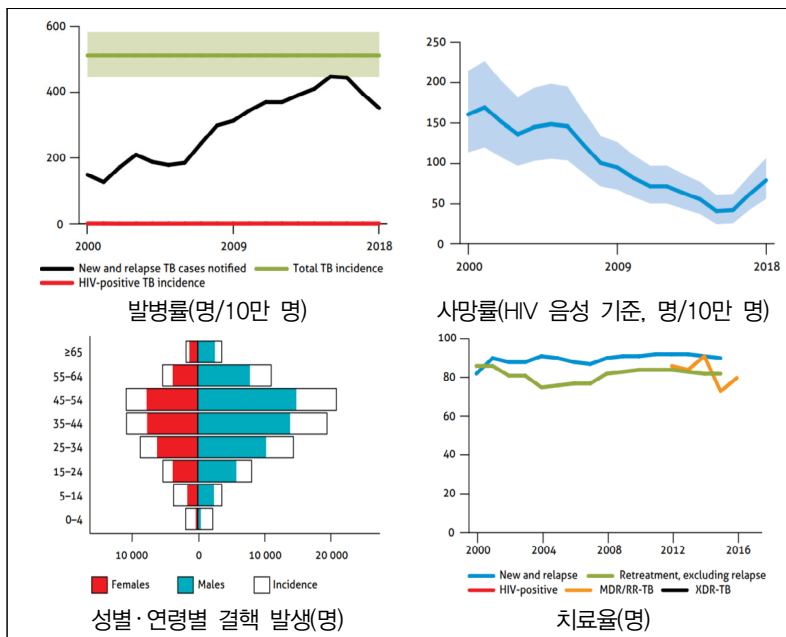 600
400
200
0
2000 2009 2018
New and relapse TB cases notified Total TB incidence
HIV-positive TB incidence
발병률(명/10만 명)
250
200
150
100
50
0
2000 2009 2018
사망률(HIV 음성 기준, 명/10만 명)
≥65
55–64
45–54
35–44
25–34
15–24
5–14
0–4
10 000 0 10 000 20 000
Females Males Incidence
성별·연령별 결핵 발생(명)
100
80
60
40
20
0
2000 2004 2008 2012 2016
New and relapse Retreatment, excluding relapse
HIV-positive MDR/RR-TB XDR-TB
치료율(명)